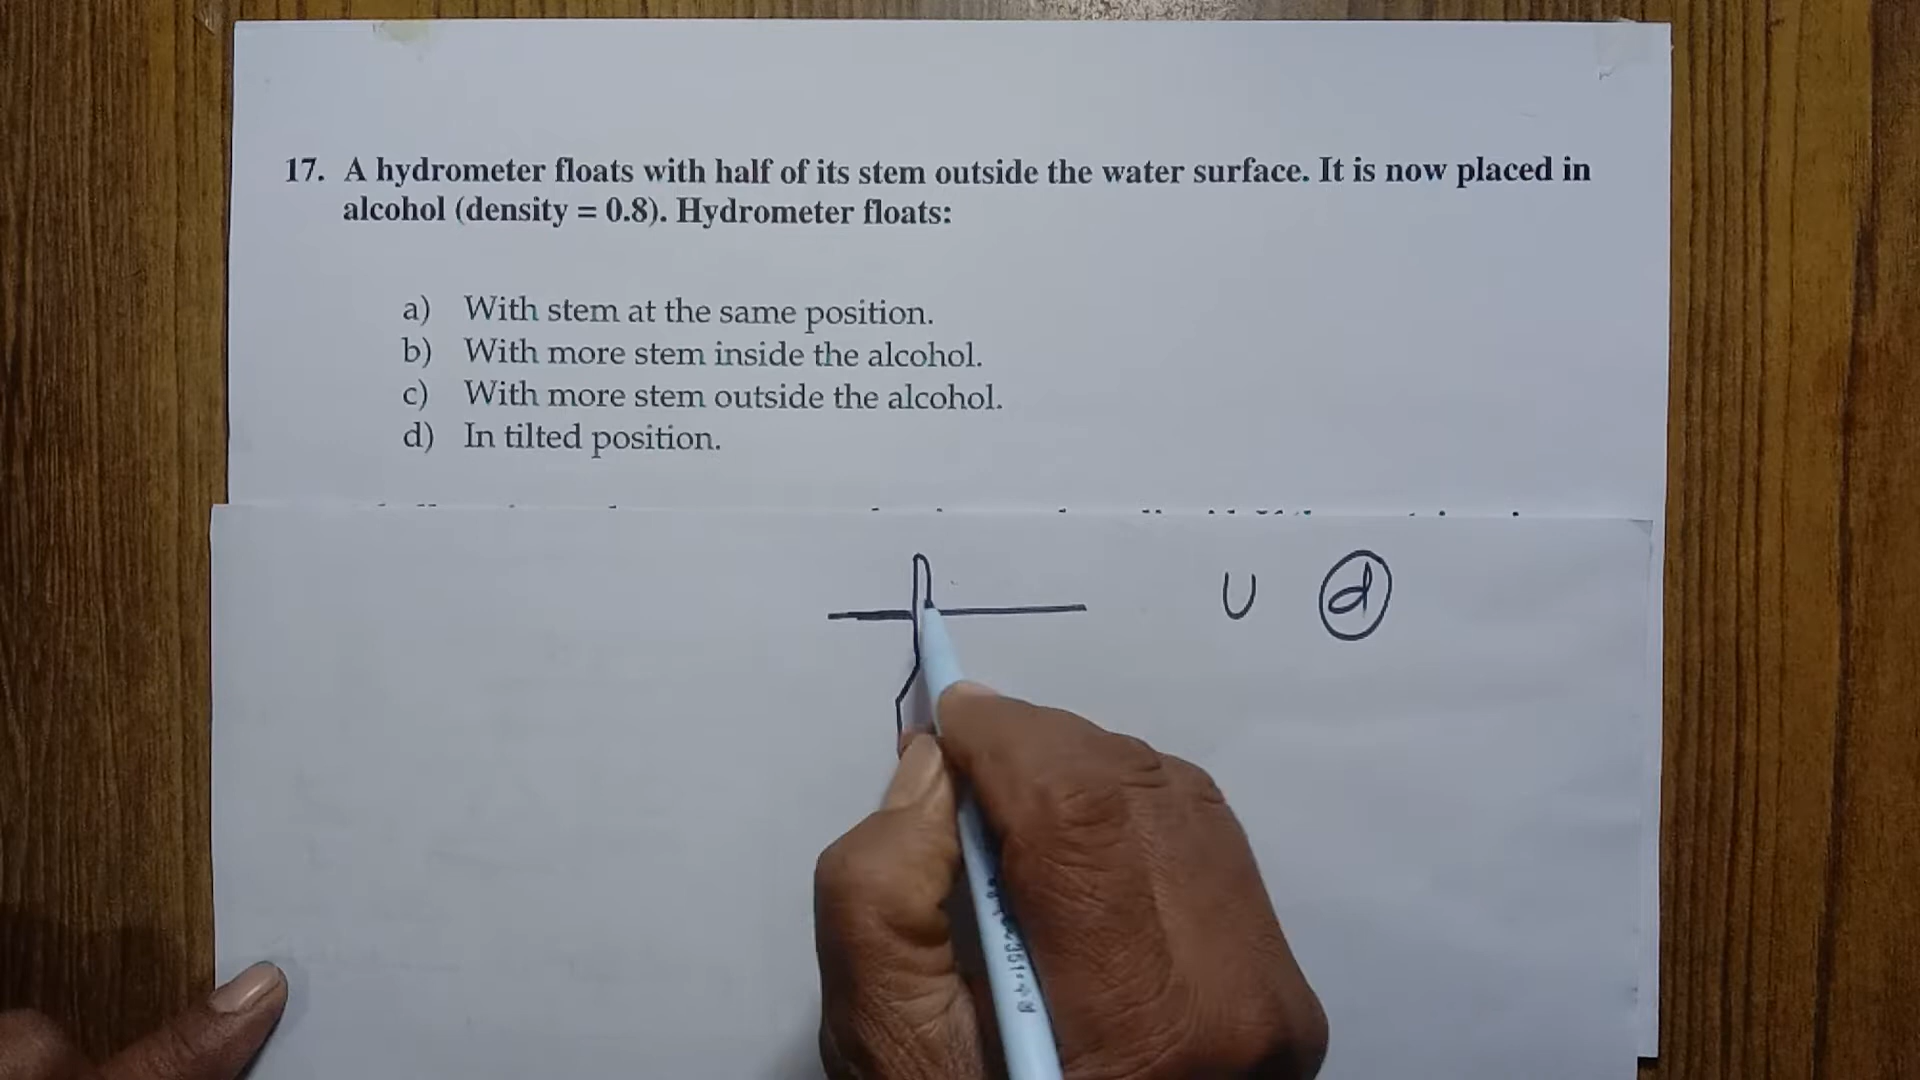 17. A hydrometer floats with half of its stem outside the water surface. It is now placed in
alcohol (density = 0.8). Hydrometer floats:
a) With stem at the same position.
b) With more stem inside the alcohol.
c) With more stem outside the alcohol.
d) In tilted position.
U d